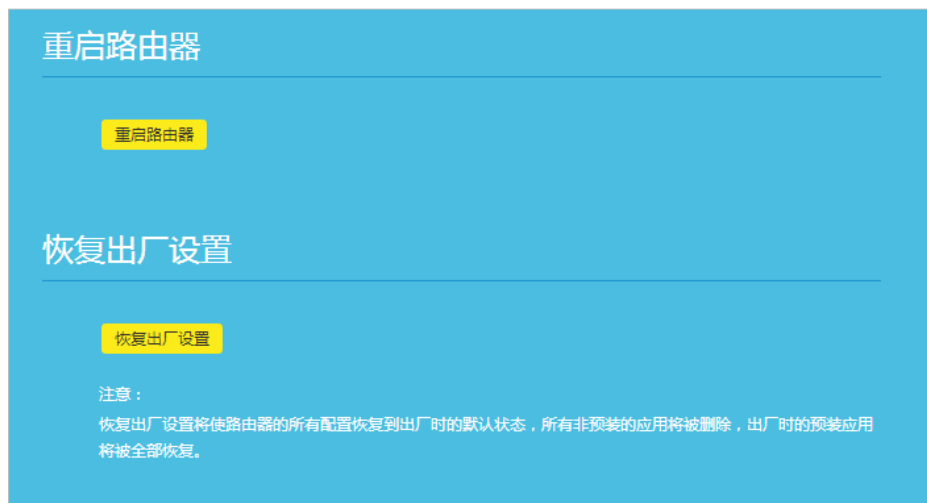 重启路由器
重启路由器
恢复出厂设置
恢复出厂设置
注意：
恢复出厂设置将使路由器的所有配置恢复到出厂时的默认状态，所有非预装的应用将被删除，出厂时的预装应用
将被全部恢复。